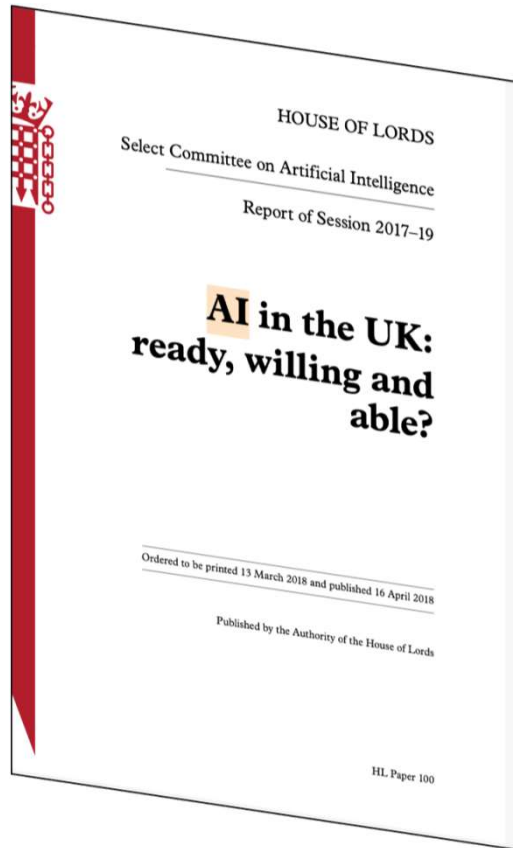 HOUSE OF LORDS
Select Committee on Artificial Intelligence
Report of Session 2017–19
AI in the UK:
ready, willing and
able?
Ordered to be printed 13 March 2018 and published 16 April 2018
Published by the Authority of the House of Lords
HL Paper 100